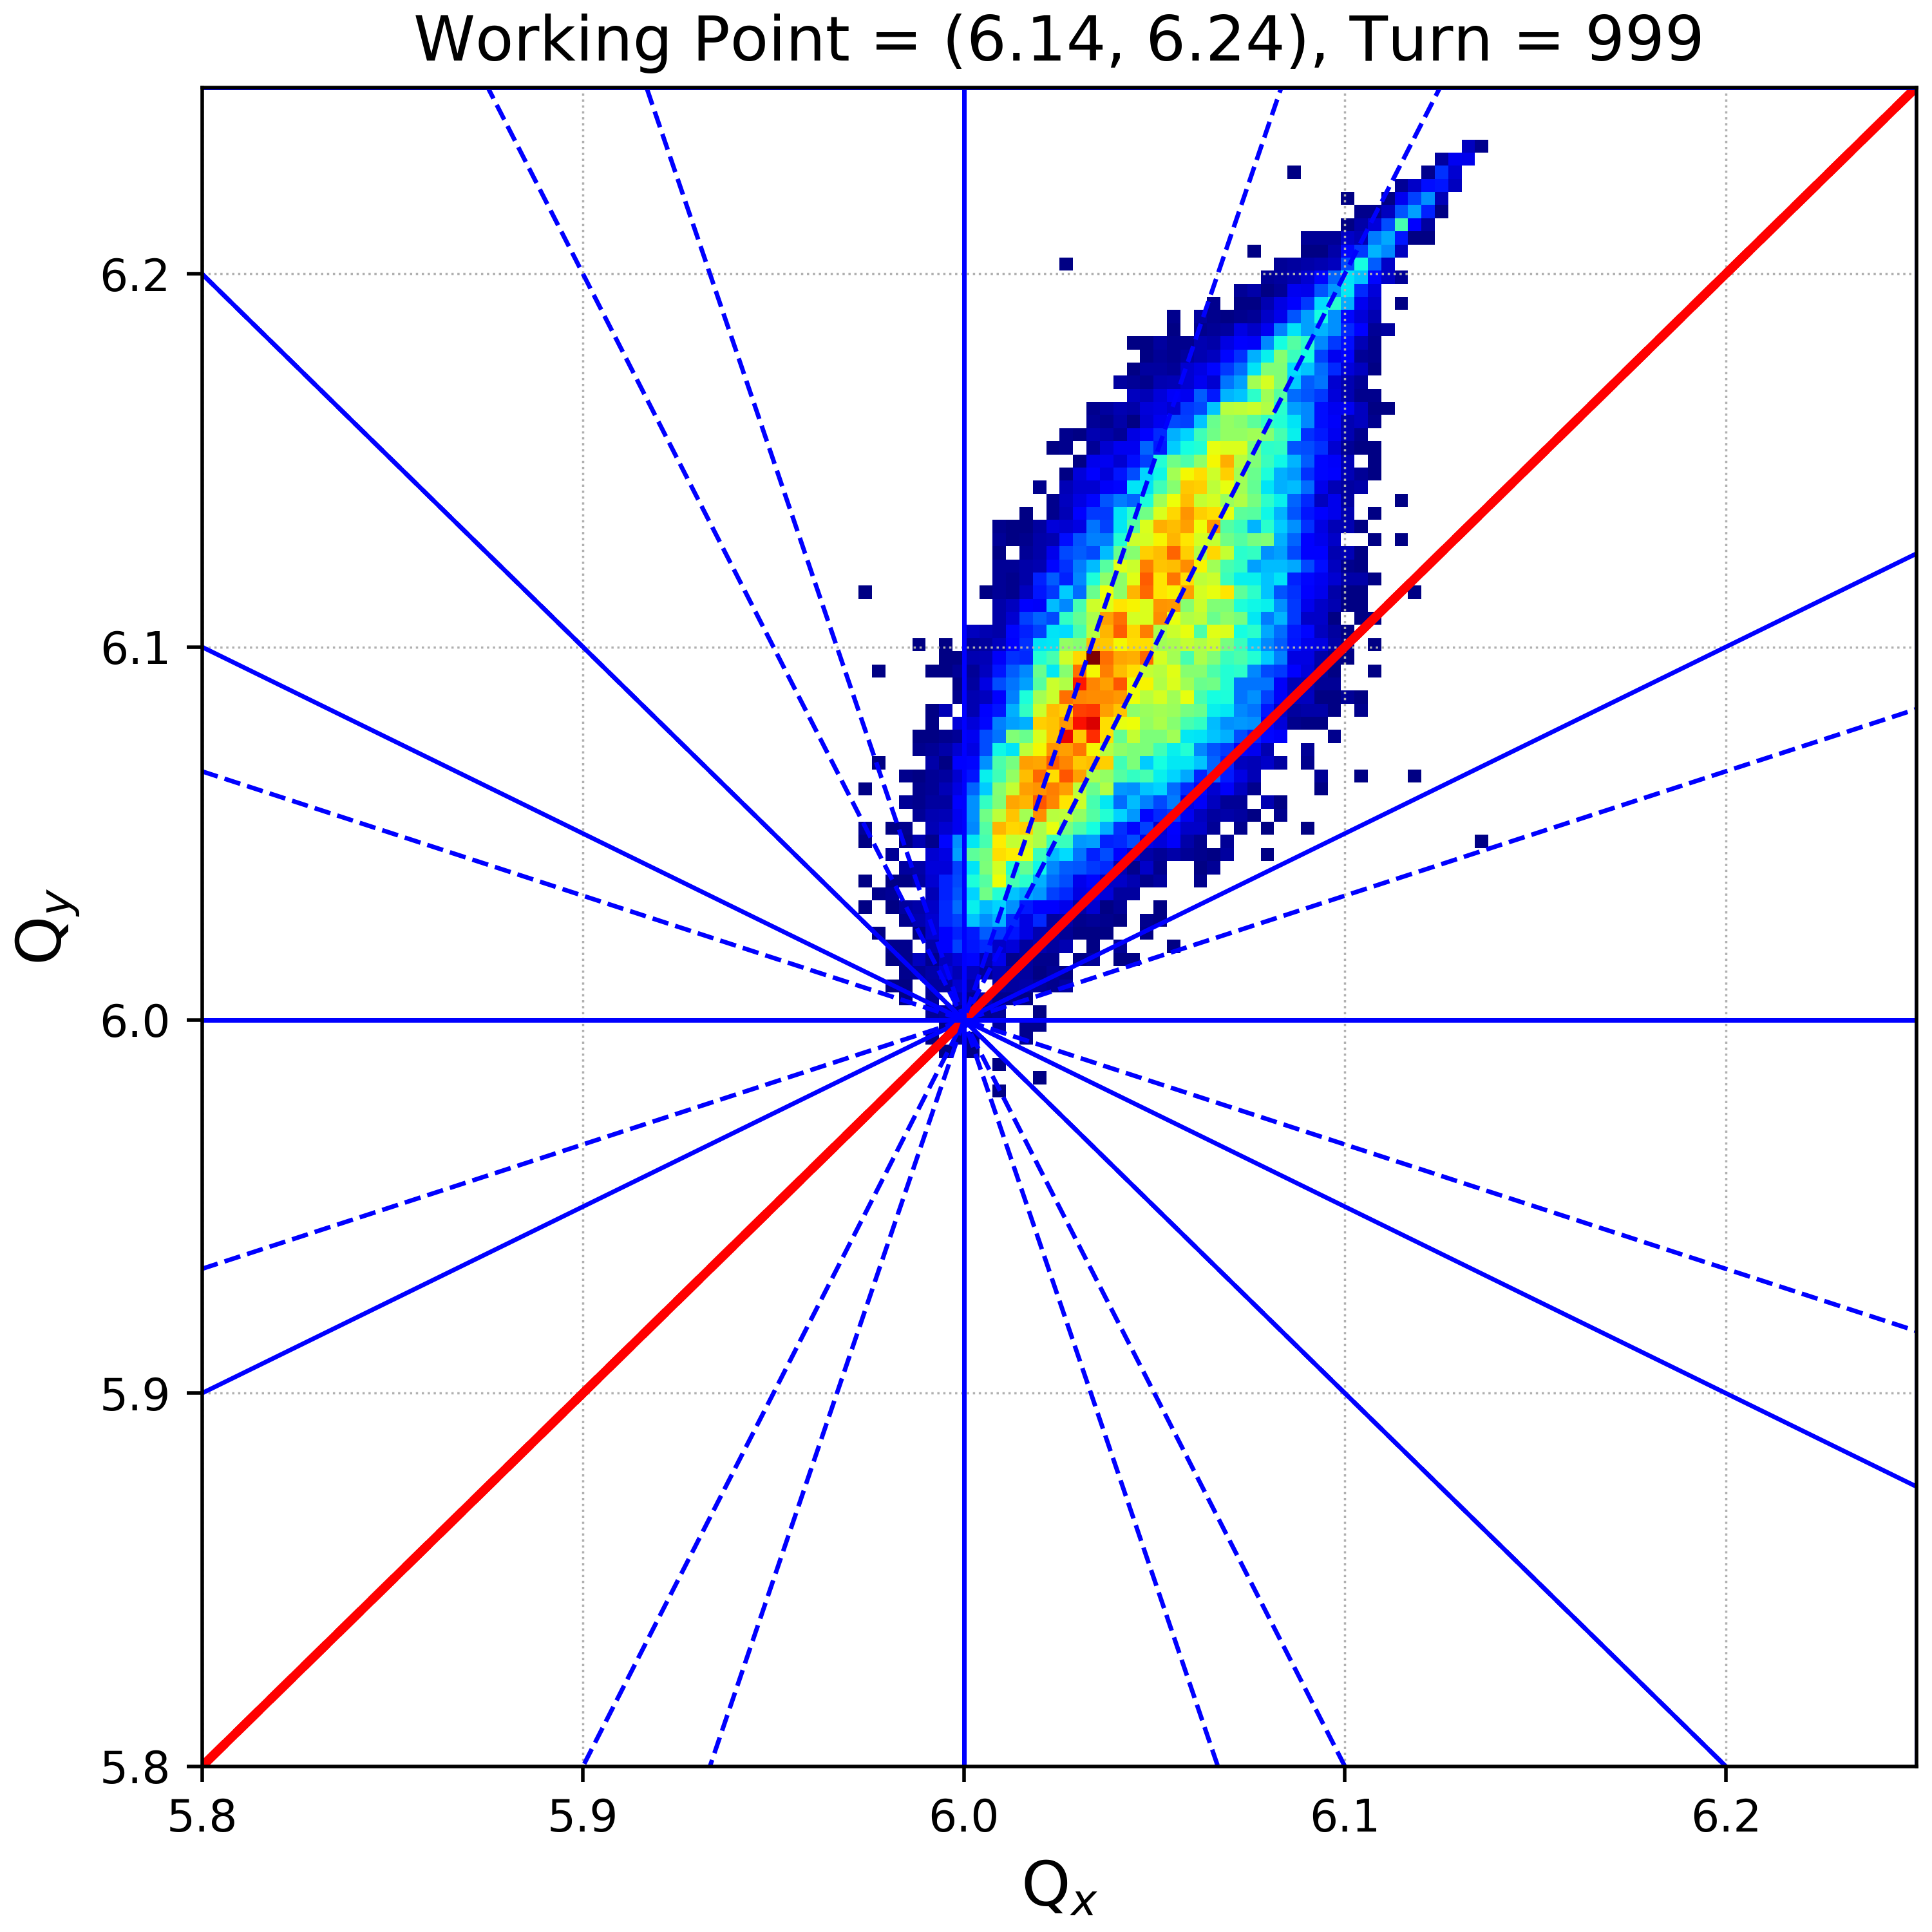 Working Point = (6.14, 6.24), Turn = 999
6.2
6.1
6.0
5.9
5.8
Qy
5.8 5.9 6.0 6.1 6.2
Qx